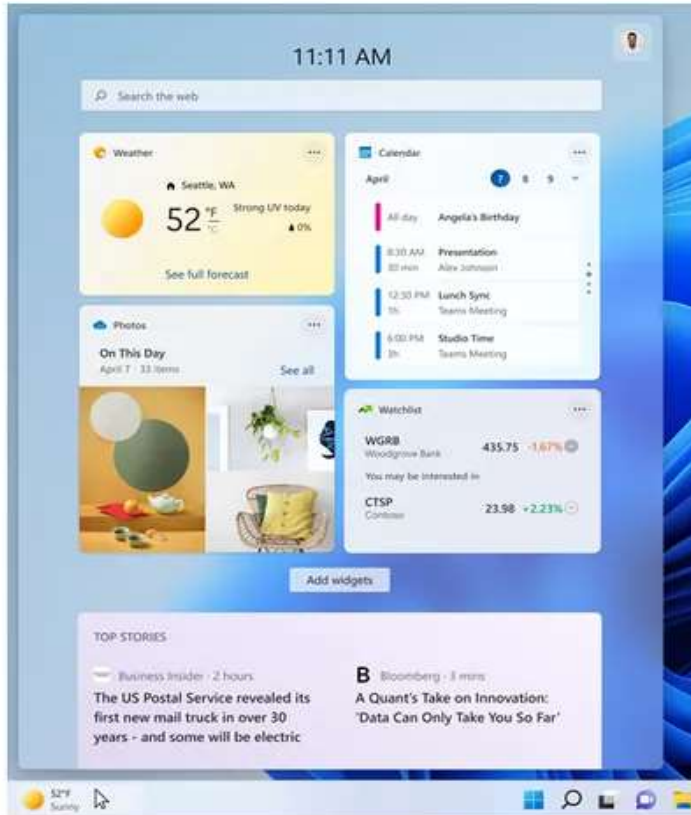 11:11 AM
Search the web
Weather
Seattle, WA
52 °F
°C
Strong UV today
0%
See full forecast
Calendar
April
7 8 9
All day Angela's Birthday
8:30 AM Presentation
30 min Alex Johnson
12:30 PM Lunch Sync
1h Teams Meeting
6:00 PM Studio Time
3h Teams Meeting
Photos
On This Day
April 7 · 33 items
See all
Watchlist
WGRB
Woodgrove Bank
435.75 -1.67%
You may be interested in
CTSP
Contoso
23.98 +2.23%
Add widgets
TOP STORIES
Business Insider · 2 hours
The US Postal Service revealed its
first new mail truck in over 30
years - and some will be electric
B Bloomberg · 3 mins
A Quant's Take on Innovation:
'Data Can Only Take You So Far'
52°F
Sunny